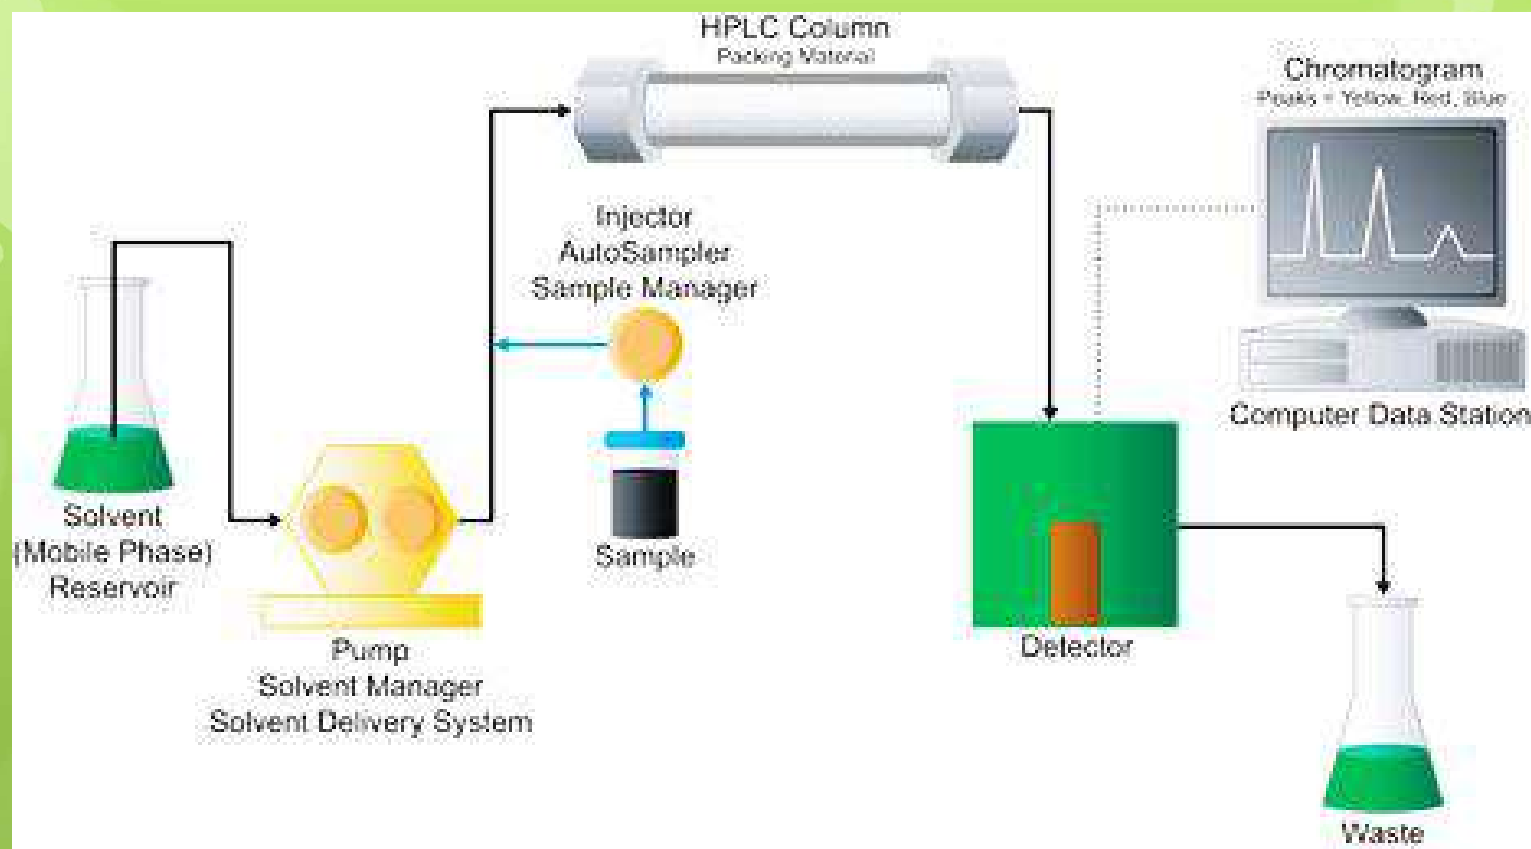 HPLC Column
Packing Material
Chromatogram
Peaks = Yellow, Red, Blue
Injector
AutoSampler
Sample Manager
Computer Data Station
Solvent
(Mobile Phase)
Reservoir
Sample
Pump
Solvent Manager
Solvent Delivery System
Detector
Waste